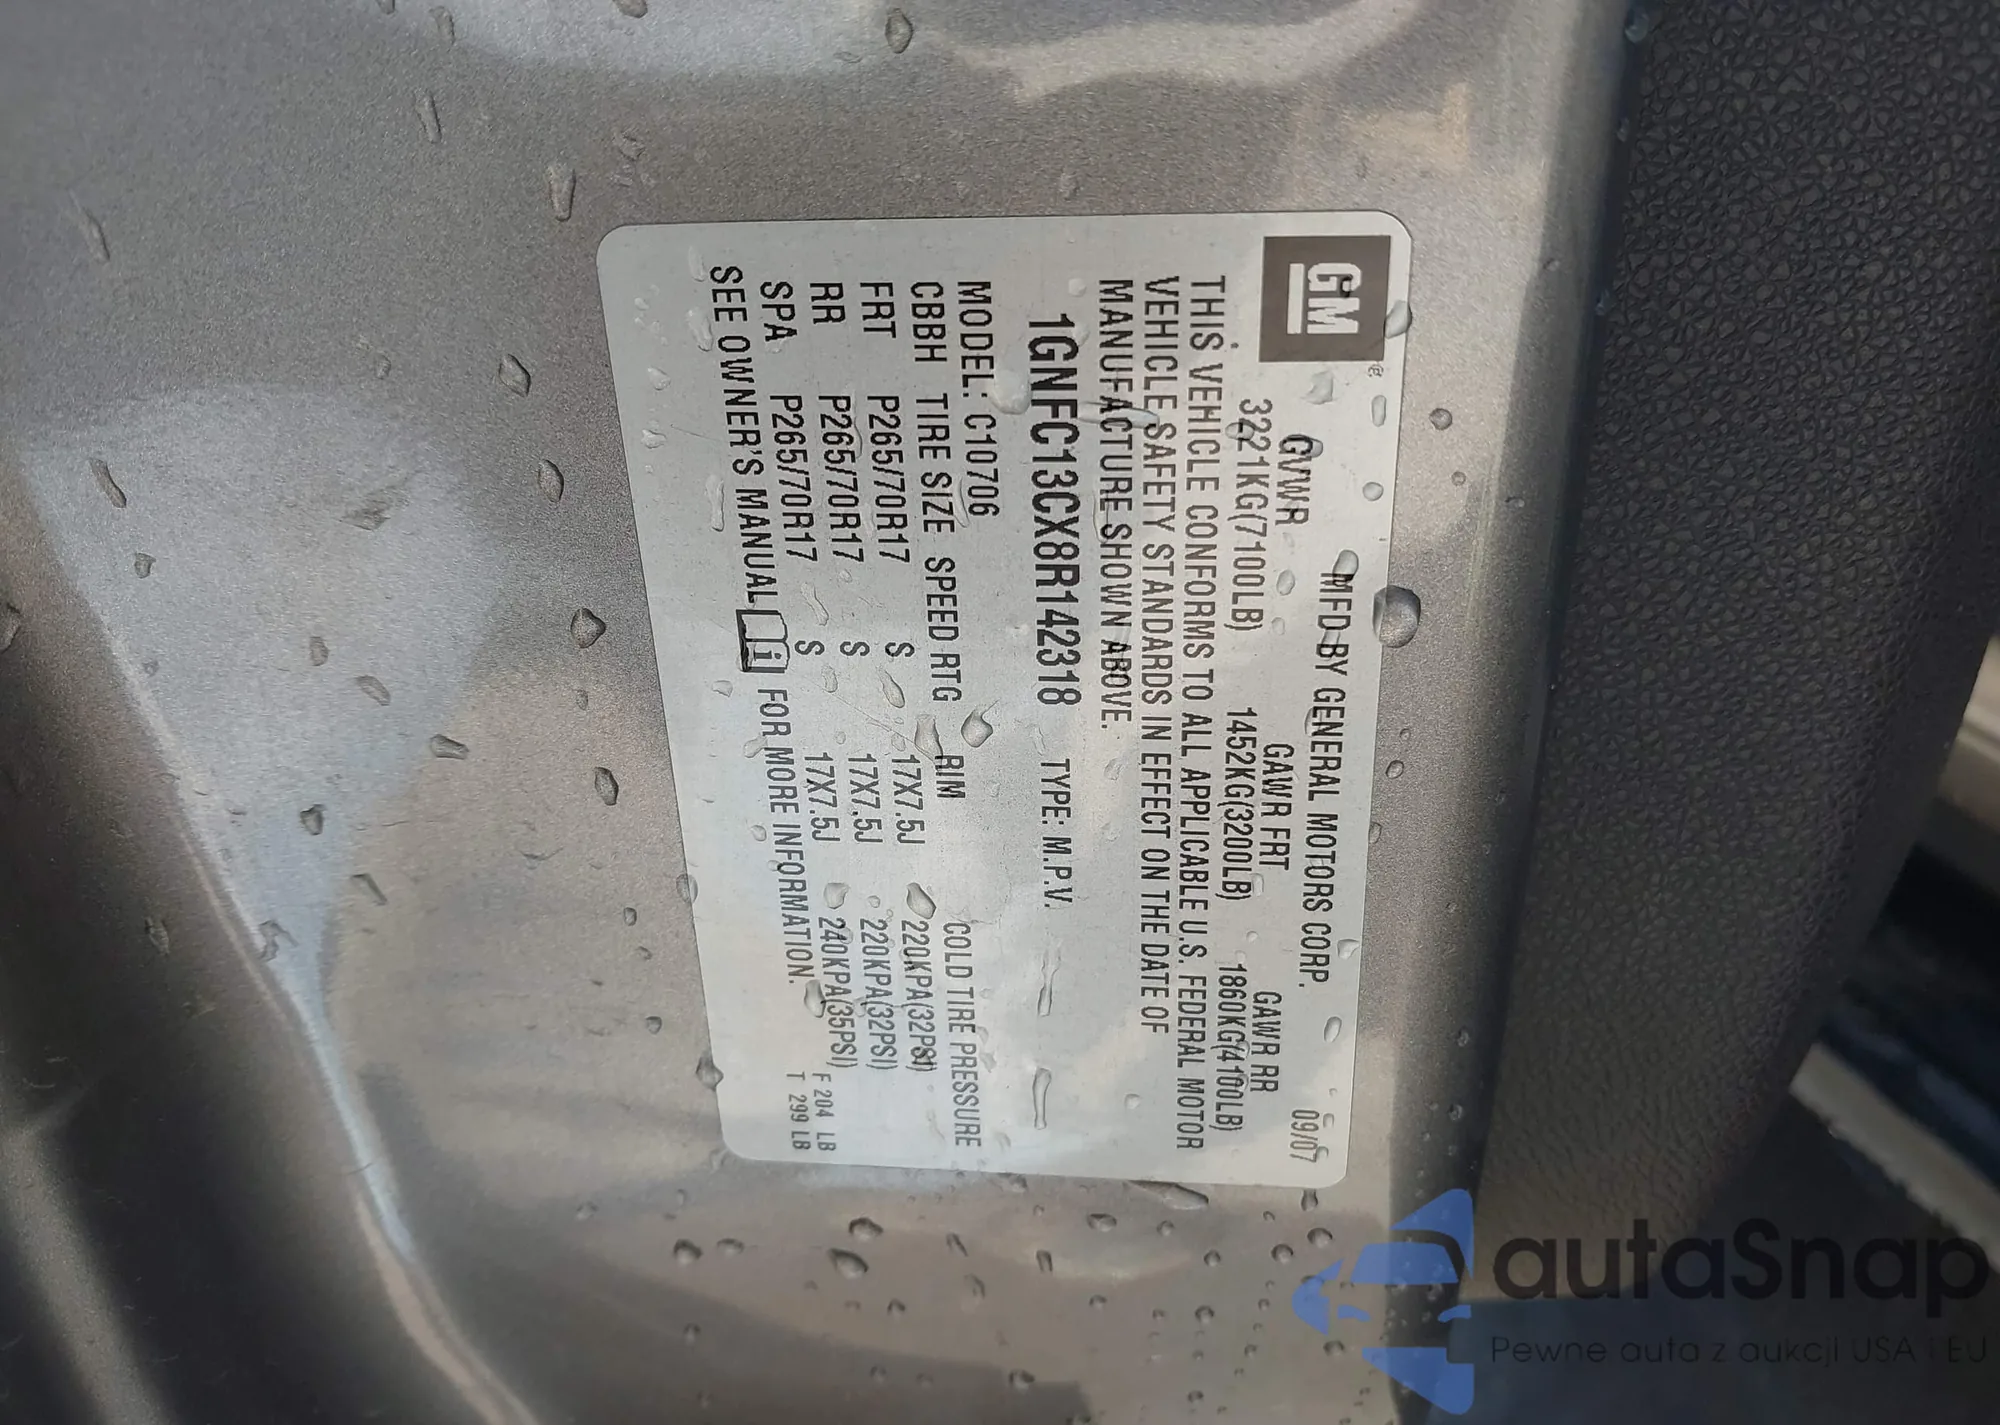 GM ®
MFD BY GENERAL MOTORS CORP. 09/07
GVWR GAWR FRT GAWR RR
3221KG(7100LB) 1452KG(3200LB) 1860KG(4100LB)
THIS VEHICLE CONFORMS TO ALL APPLICABLE U.S. FEDERAL MOTOR
VEHICLE SAFETY STANDARDS IN EFFECT ON THE DATE OF
MANUFACTURE SHOWN ABOVE.
1GNFC13CX8R142318 TYPE: M.P.V.
MODEL: C10706
CBBH TIRE SIZE SPEED RTG RIM COLD TIRE PRESSURE
FRT P265/70R17 S 17X7.5J 220KPA(32PSI)
RR P265/70R17 S 17X7.5J 220KPA(32PSI)
SPA P265/70R17 S 17X7.5J 240KPA(35PSI) F 204 LB
SEE OWNER'S MANUAL i FOR MORE INFORMATION. T 299 LB
autaSnap
Pewne auta z aukcji USA i EU